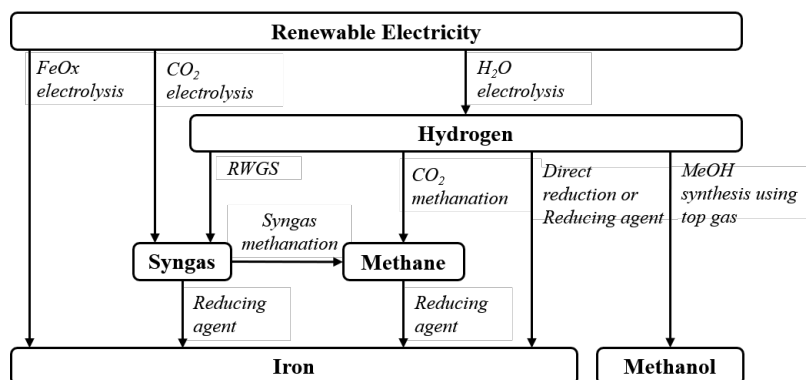 Renewable Electricity
FeOx
electrolysis
CO₂
electrolysis
H₂O
electrolysis
Hydrogen
RWGS
CO₂
methanation
Direct
reduction or
Reducing agent
MeOH
synthesis using
top gas
Syngas
methanation
Syngas
Methane
Reducing
agent
Reducing
agent
Iron
Methanol